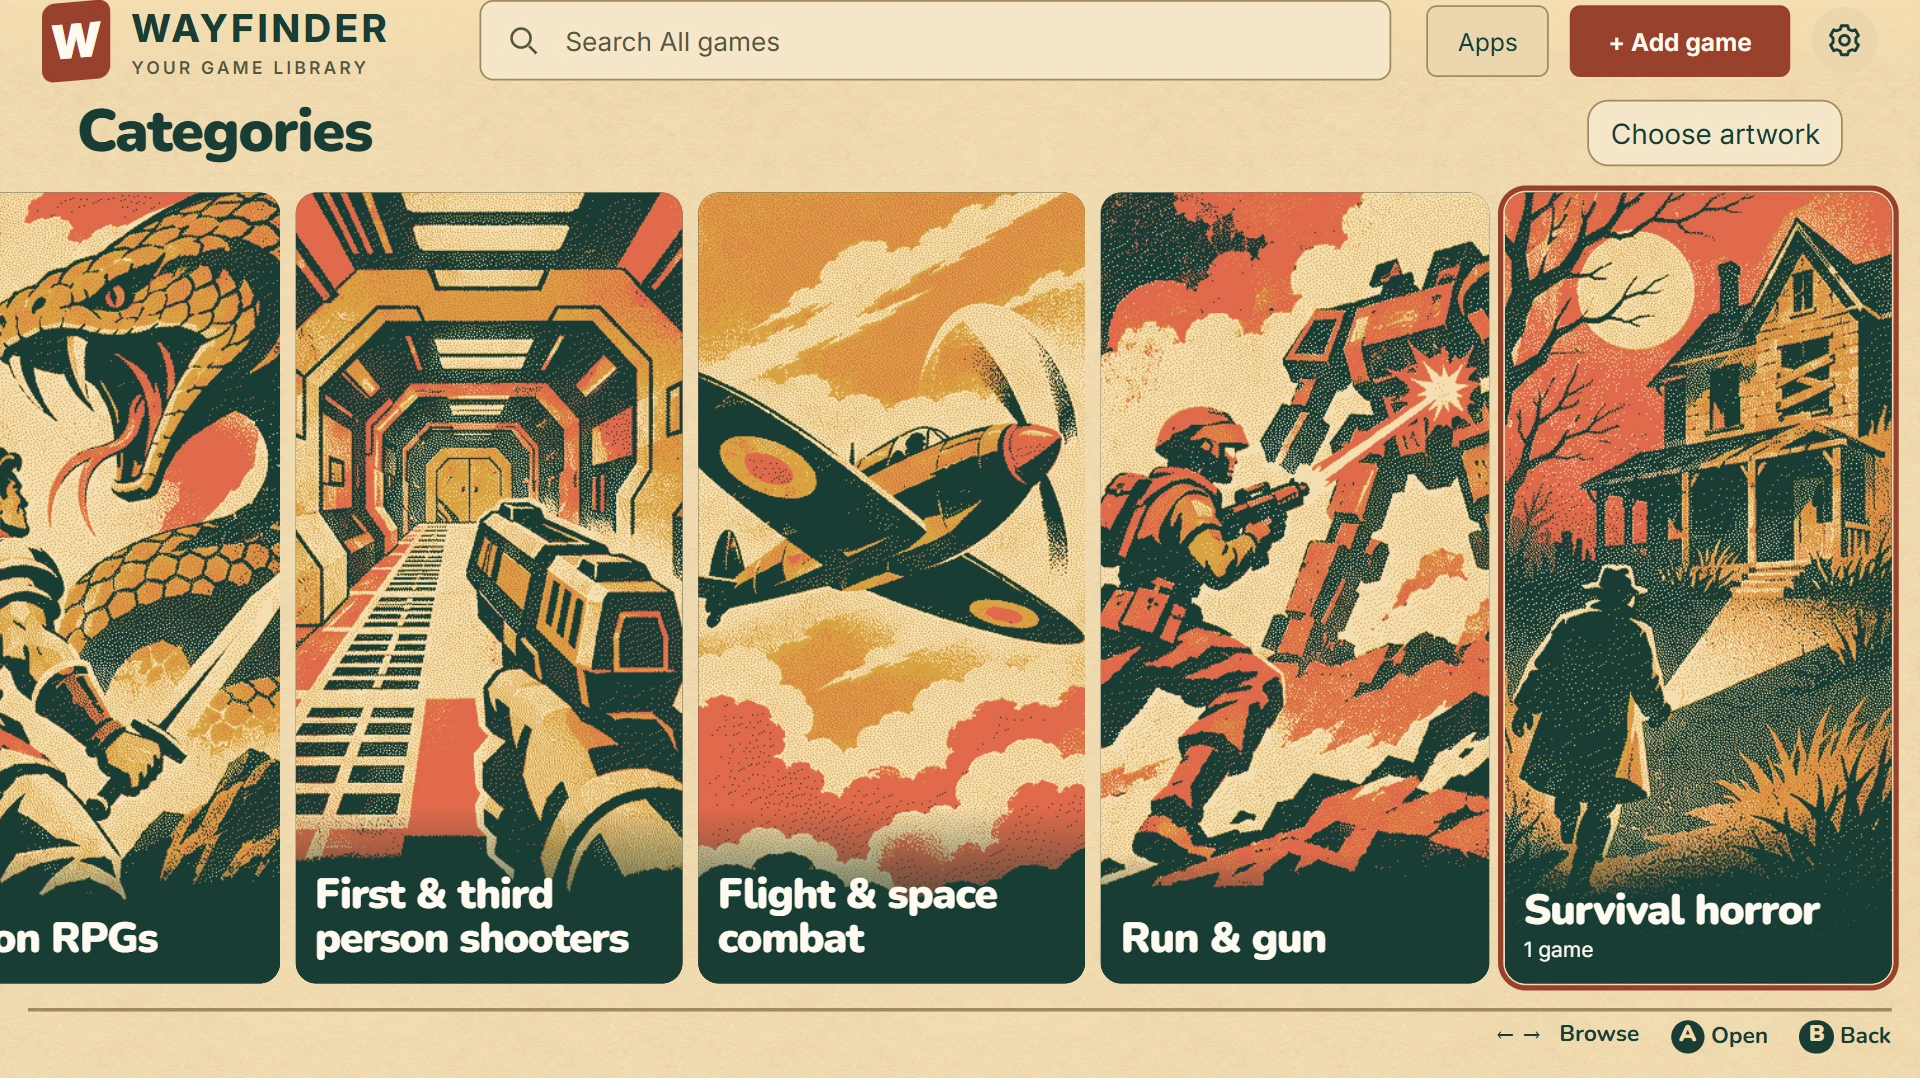 W
WAYFINDER
YOUR GAME LIBRARY
Search All games
Apps
+ Add game
Categories
Choose artwork
on RPGs
First & third
person shooters
Flight & space
combat
Run & gun
Survival horror
1 game
← → Browse
A Open
B Back